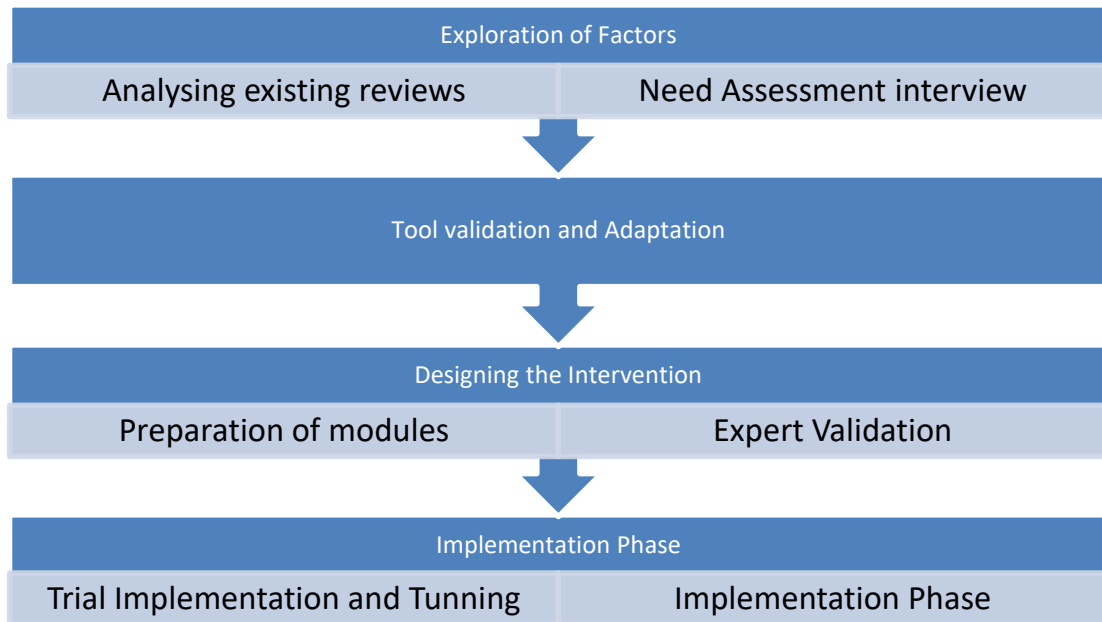 Exploration of Factors
Analysing existing reviews
Need Assessment interview
Tool validation and Adaptation
Designing the Intervention
Preparation of modules
Expert Validation
Implementation Phase
Trial Implementation and Tunning
Implementation Phase